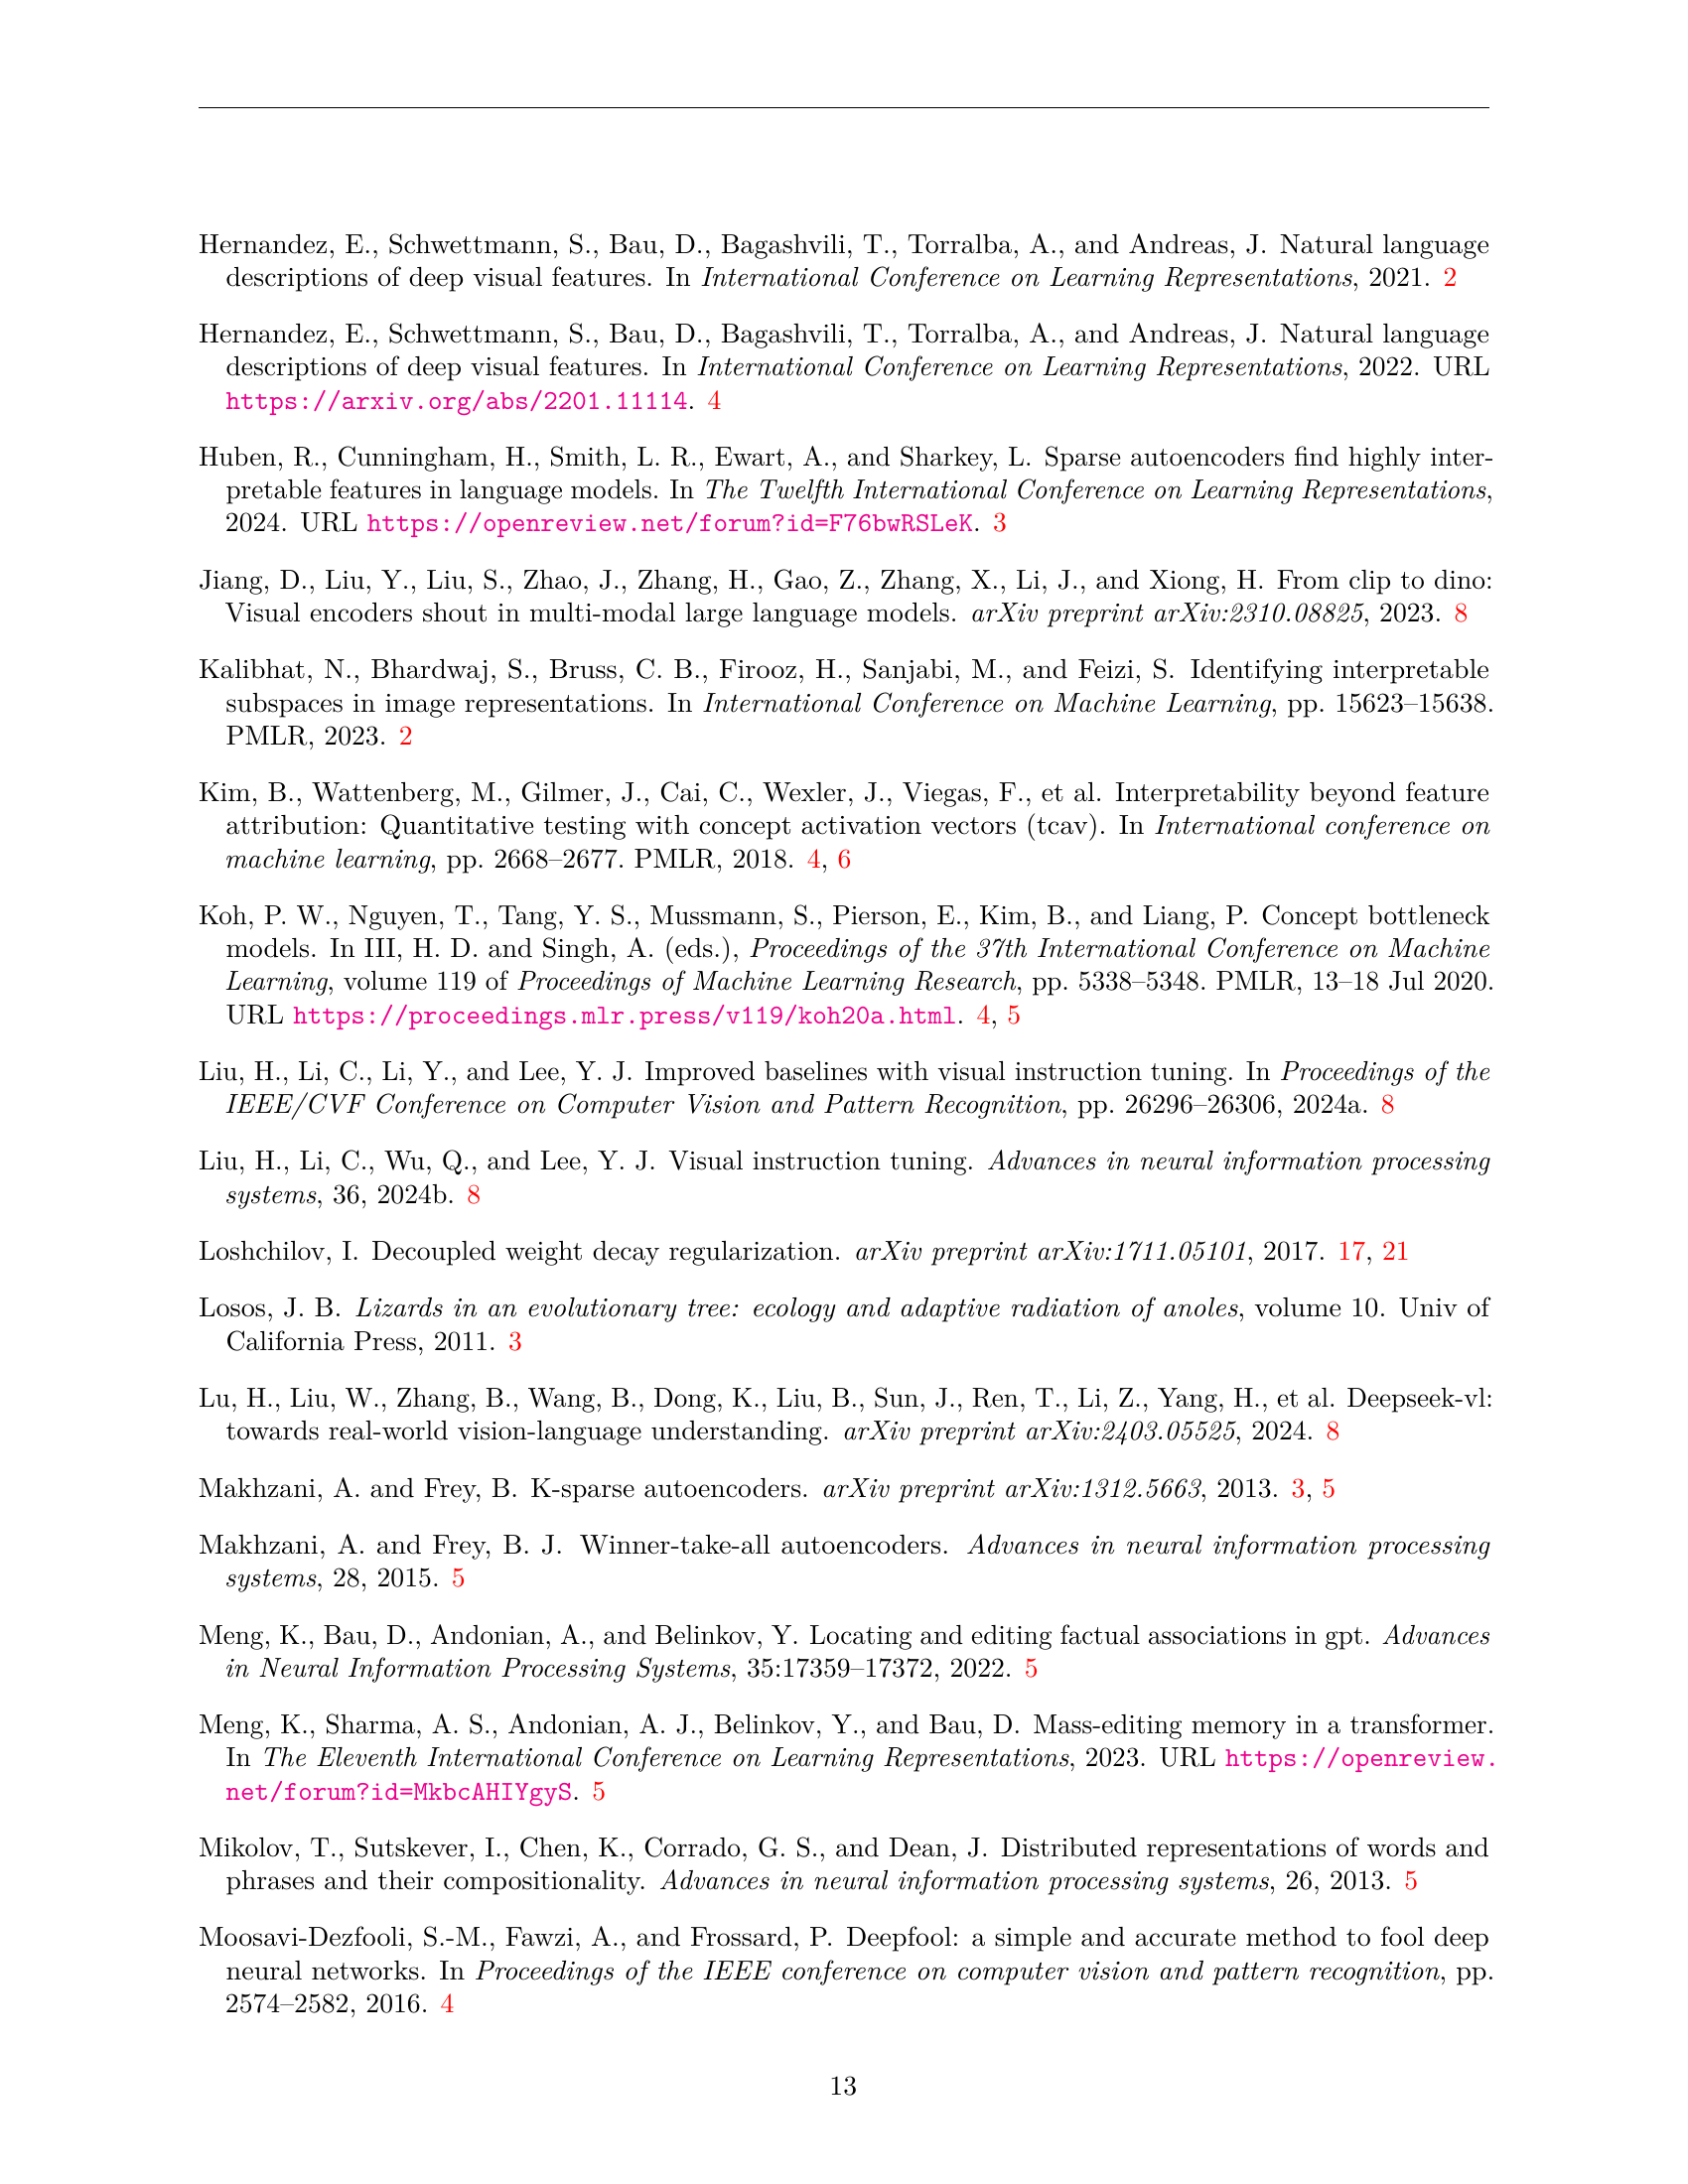 Hernandez, E., Schwettmann, S., Bau, D., Bagashvili, T., Torralba, A., and Andreas, J. Natural language
descriptions of deep visual features. In International Conference on Learning Representations, 2021. 2
Hernandez, E., Schwettmann, S., Bau, D., Bagashvili, T., Torralba, A., and Andreas, J. Natural language
descriptions of deep visual features. In International Conference on Learning Representations, 2022. URL
https://arxiv.org/abs/2201.11114. 4
Huben, R., Cunningham, H., Smith, L. R., Ewart, A., and Sharkey, L. Sparse autoencoders find highly inter-
pretable features in language models. In The Twelfth International Conference on Learning Representations,
2024. URL https://openreview.net/forum?id=F76bwRSLeK. 3
Jiang, D., Liu, Y., Liu, S., Zhao, J., Zhang, H., Gao, Z., Zhang, X., Li, J., and Xiong, H. From clip to dino:
Visual encoders shout in multi-modal large language models. arXiv preprint arXiv:2310.08825, 2023. 8
Kalibhat, N., Bhardwaj, S., Bruss, C. B., Firooz, H., Sanjabi, M., and Feizi, S. Identifying interpretable
subspaces in image representations. In International Conference on Machine Learning, pp. 15623–15638.
PMLR, 2023. 2
Kim, B., Wattenberg, M., Gilmer, J., Cai, C., Wexler, J., Viegas, F., et al. Interpretability beyond feature
attribution: Quantitative testing with concept activation vectors (tcav). In International conference on
machine learning, pp. 2668–2677. PMLR, 2018. 4, 6
Koh, P. W., Nguyen, T., Tang, Y. S., Mussmann, S., Pierson, E., Kim, B., and Liang, P. Concept bottleneck
models. In III, H. D. and Singh, A. (eds.), Proceedings of the 37th International Conference on Machine
Learning, volume 119 of Proceedings of Machine Learning Research, pp. 5338–5348. PMLR, 13–18 Jul 2020.
URL https://proceedings.mlr.press/v119/koh20a.html. 4, 5
Liu, H., Li, C., Li, Y., and Lee, Y. J. Improved baselines with visual instruction tuning. In Proceedings of the
IEEE/CVF Conference on Computer Vision and Pattern Recognition, pp. 26296–26306, 2024a. 8
Liu, H., Li, C., Wu, Q., and Lee, Y. J. Visual instruction tuning. Advances in neural information processing
systems, 36, 2024b. 8
Loshchilov, I. Decoupled weight decay regularization. arXiv preprint arXiv:1711.05101, 2017. 17, 21
Losos, J. B. Lizards in an evolutionary tree: ecology and adaptive radiation of anoles, volume 10. Univ of
California Press, 2011. 3
Lu, H., Liu, W., Zhang, B., Wang, B., Dong, K., Liu, B., Sun, J., Ren, T., Li, Z., Yang, H., et al. Deepseek-vl:
towards real-world vision-language understanding. arXiv preprint arXiv:2403.05525, 2024. 8
Makhzani, A. and Frey, B. K-sparse autoencoders. arXiv preprint arXiv:1312.5663, 2013. 3, 5
Makhzani, A. and Frey, B. J. Winner-take-all autoencoders. Advances in neural information processing
systems, 28, 2015. 5
Meng, K., Bau, D., Andonian, A., and Belinkov, Y. Locating and editing factual associations in gpt. Advances
in Neural Information Processing Systems, 35:17359–17372, 2022. 5
Meng, K., Sharma, A. S., Andonian, A. J., Belinkov, Y., and Bau, D. Mass-editing memory in a transformer.
In The Eleventh International Conference on Learning Representations, 2023. URL https://openreview.
net/forum?id=MkbcAHIYgyS. 5
Mikolov, T., Sutskever, I., Chen, K., Corrado, G. S., and Dean, J. Distributed representations of words and
phrases and their compositionality. Advances in neural information processing systems, 26, 2013. 5
Moosavi-Dezfooli, S.-M., Fawzi, A., and Frossard, P. Deepfool: a simple and accurate method to fool deep
neural networks. In Proceedings of the IEEE conference on computer vision and pattern recognition, pp.
2574–2582, 2016. 4
13